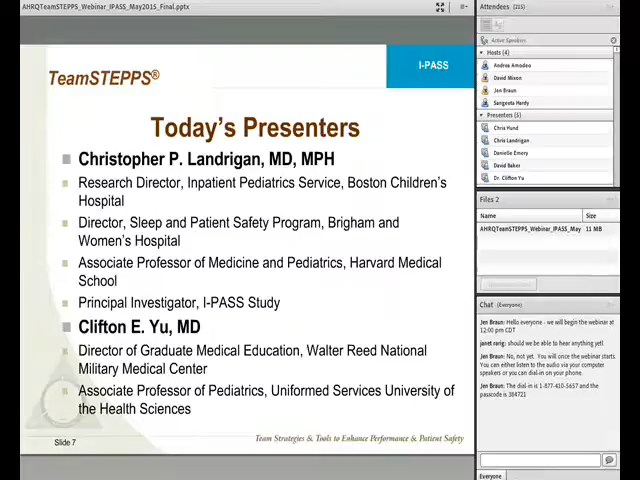 AHRQTeamSTEPPS_Webinar_IPASS_May2015_Final.pptx
I-PASS
TeamSTEPPS®
Today's Presenters
Christopher P. Landrigan, MD, MPH
Research Director, Inpatient Pediatrics Service, Boston Children's
Hospital
Director, Sleep and Patient Safety Program, Brigham and
Women's Hospital
Associate Professor of Medicine and Pediatrics, Harvard Medical
School
Principal Investigator, I-PASS Study
Clifton E. Yu, MD
Director of Graduate Medical Education, Walter Reed National
Military Medical Center
Associate Professor of Pediatrics, Uniformed Services University of
the Health Sciences
Slide 7
Team Strategies & Tools to Enhance Performance & Patient Safety
Attendees (215)
Active Speakers
Hosts (4)
Andrea Amodeo
David Mixon
Jen Braun
Sangeeta Hardy
Presenters (5)
Chris Hund
Chris Landrigan
Danielle Emery
David Baker
Dr. Clifton Yu
Files 2
Name Size
AHRQTeamSTEPPS_Webinar_IPASS_May 11 MB
Chat (Everyone)
Jen Braun: Hello everyone - we will begin the webinar at
12:00 pm CDT
janet rarig: should we be able to hear anything yet!
Jen Braun: No, not yet. You will once the webinar starts.
You can either listen to the audio via your computer
speakers or you can dial-in on your phone.
Jen Braun: The dial-in is 1-877-410-5657 and the
passcode is 384721
Everyone